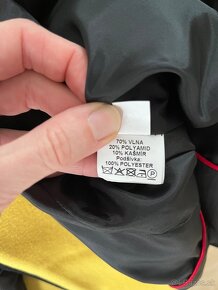 70% VLNA
20% POLYAMID
10% KAŠMÍR
Podšívka:
100% POLYESTER
P